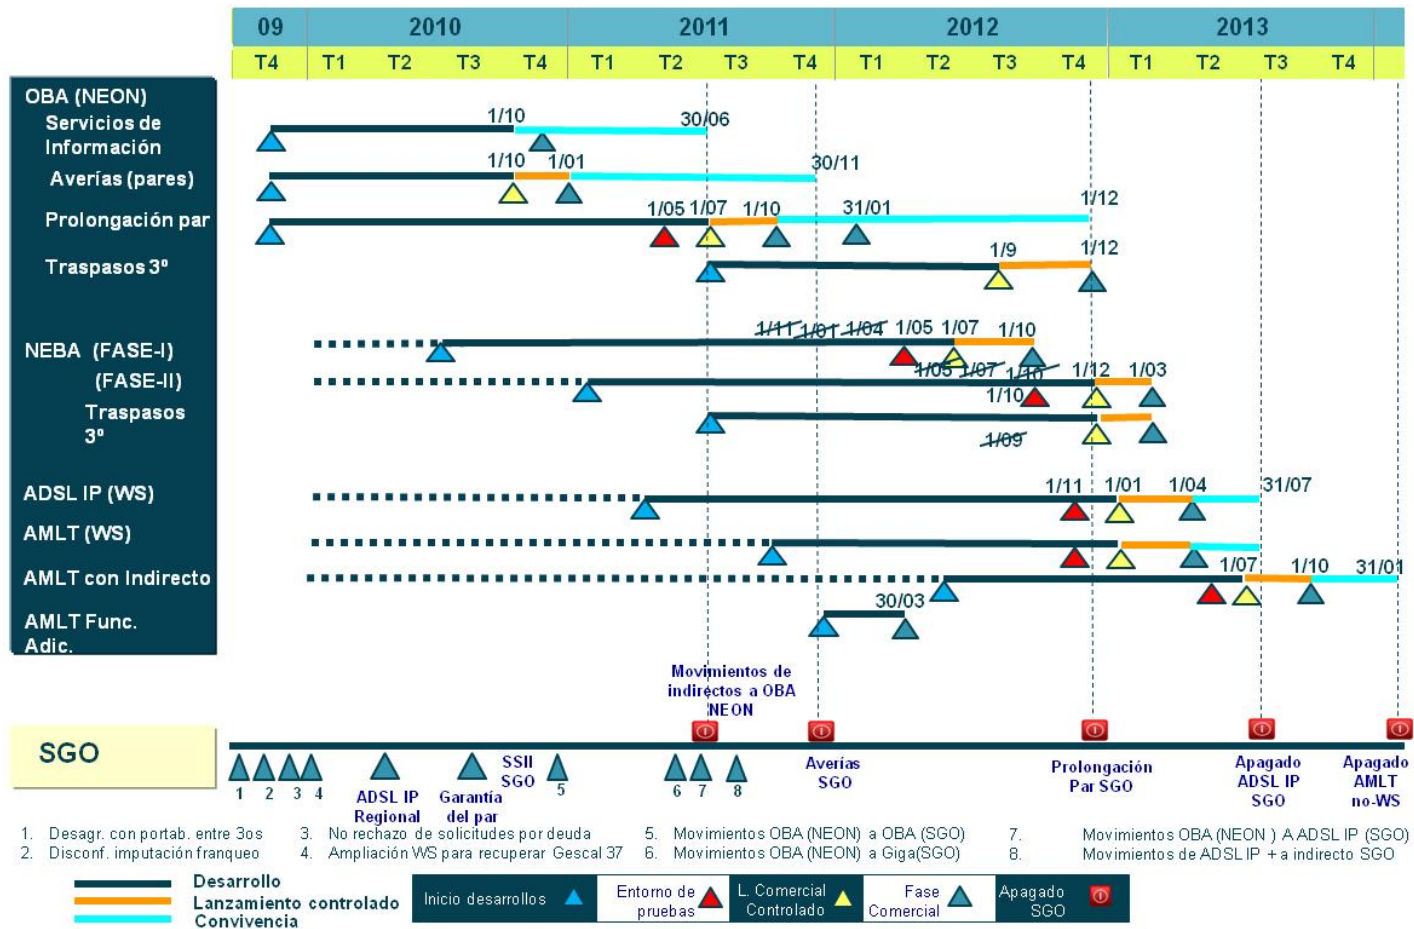 09 2010 2011 2012 2013
T4 T1 T2 T3 T4 T1 T2 T3 T4 T1 T2 T3 T4 T1 T2 T3 T4
OBA (NEON)
Servicios de
Información
1/10 30/06
Averías (pares)
1/10 1/01 30/11
Prolongación par
1/05 1/07 1/10 31/01 1/12
Traspasos 3º
1/9 1/12
NEBA (FASE-I)
1/11 1/01 1/04 1/05 1/07 1/10
(FASE-II)
1/05 1/07 1/10 1/12 1/03
1/10
Traspasos
3º
1/09
ADSL IP (WS)
1/11 1/01 1/04 31/07
AMLT (WS)
AMLT con Indirecto
1/07 1/10 31/01
AMLT Func.
Adic.
30/03
Movimientos de
indirectos a OBA
NEON
SGO
1 2 3 4
ADSL IP
Regional
Garantía
del par
SSII
SGO
5 6 7 8
Averías
SGO
Prolongación
Par SGO
Apagado
ADSL IP
SGO
Apagado
AMLT
no-WS
1. Desagr. con portab. entre 3os
2. Disconf. imputación franqueo
3. No rechazo de solicitudes por deuda
4. Ampliación WS para recuperar Gescal 37
5. Movimientos OBA (NEON) a OBA (SGO)
6. Movimientos OBA (NEON) a Giga(SGO)
7. Movimientos OBA (NEON ) A ADSL IP (SGO)
8. Movimientos de ADSL IP + a indirecto SGO
Desarrollo
Lanzamiento controlado
Convivencia
Inicio desarrollos
Entorno de
pruebas
L. Comercial
Controlado
Fase
Comercial
Apagado
SGO